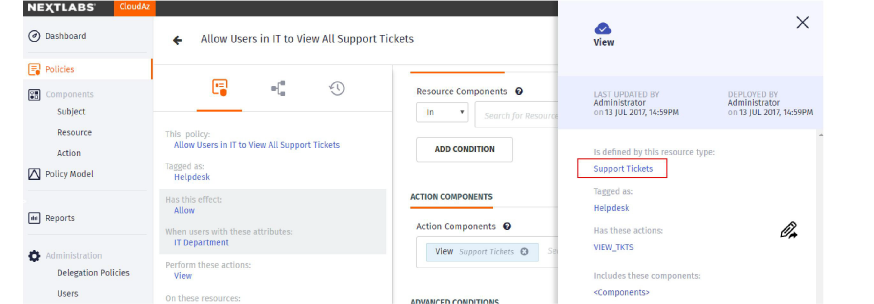 NEXTLABS CloudAz
Dashboard
Policies
Components
Subject
Resource
Action
Policy Model
Reports
Administration
Delegation Policies
Users
Allow Users in IT to View All Support Tickets
This policy:
Allow Users in IT to View All Support Tickets
Tagged as:
Helpdesk
Has this effect:
Allow
When users with these attributes:
IT Department
Perform these actions:
View
On these resources:
Resource Components
In
Search for Resource
ADD CONDITION
ACTION COMPONENTS
Action Components
View Support Tickets
ADVANCED CONDITIONS
View
LAST UPDATED BY
Administrator
on 13 JUL 2017, 14:59PM
DEPLOYED BY
Administrator
on 13 JUL 2017, 14:59PM
Is defined by this resource type:
Support Tickets
Tagged as:
Helpdesk
Has these actions:
VIEW_TKTS
Includes these components:
<Components>